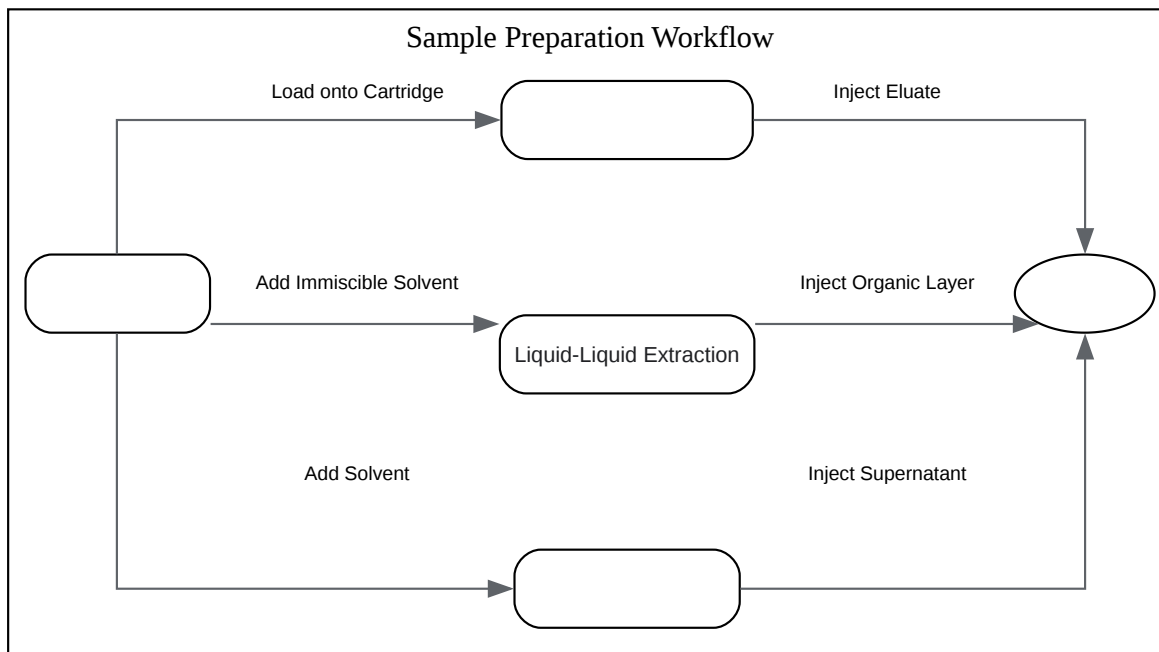 Sample Preparation Workflow
Load onto Cartridge
Inject Eluate
Add Immiscible Solvent
Inject Organic Layer
Liquid-Liquid Extraction
Add Solvent
Inject Supernatant